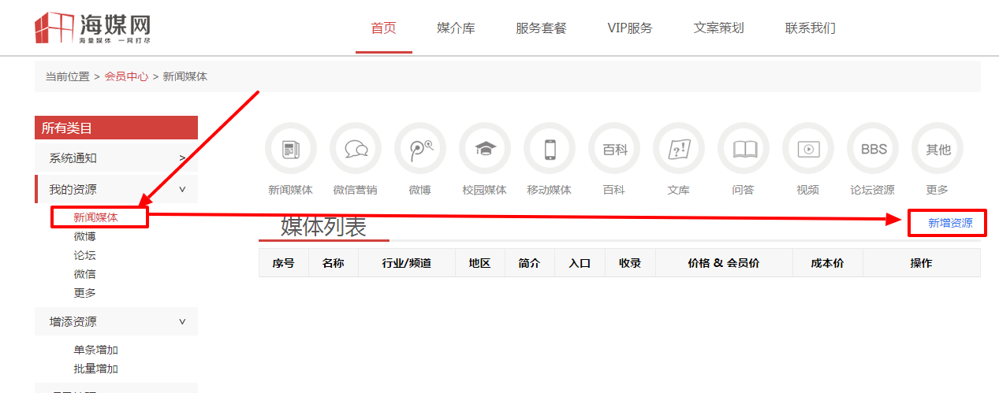 海媒网
海量媒体 一网打尽
首页 媒介库 服务套餐 VIP服务 文案策划 联系我们
当前位置 > 会员中心 > 新闻媒体
所有类目
系统通知 >
我的资源 ˅
新闻媒体
微博
论坛
微信
更多
增添资源 ˅
单条增加
批量增加
百科 ?! BBS 其他
新闻媒体 微信营销 微博 校园媒体 移动媒体 百科 文库 问答 视频 论坛资源 更多
媒体列表 新增资源
序号 名称 行业/频道 地区 简介 入口 收录 价格 & 会员价 成本价 操作